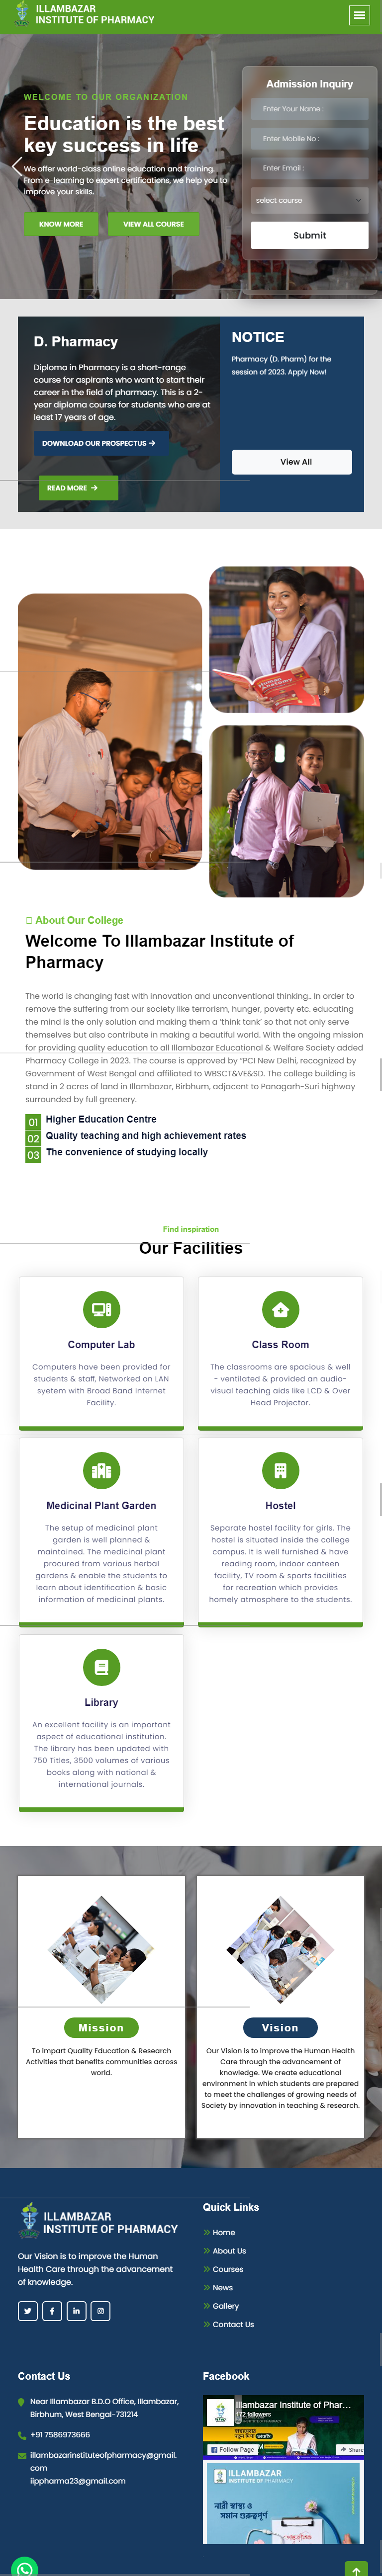 ILLAMBAZAR
INSTITUTE OF PHARMACY
WELCOME TO OUR ORGANIZATION
Education is the best
key success in life
We offer world-class online education and training.
From e-learning to expert certifications, we help you to
improve your skills.
KNOW MORE
VIEW ALL COURSE
Admission Inquiry
Enter Your Name :
Enter Mobile No :
Enter Email :
select course
Submit
D. Pharmacy
Diploma in Pharmacy is a short-range
course for aspirants who want to start their
career in the field of pharmacy. This is a 2-
year diploma course for students who are at
least 17 years of age.
DOWNLOAD OUR PROSPECTUS
READ MORE
NOTICE
Pharmacy (D. Pharm) for the
session of 2023. Apply Now!
View All
About Our College
Welcome To Illambazar Institute of
Pharmacy
The world is changing fast with innovation and unconventional thinking.. In order to
remove the suffering from our society like terrorism, hunger, poverty etc. educating
the mind is the only solution and making them a ‘think tank’ so that not only serve
themselves but also contribute in making a beautiful world. With the ongoing mission
for providing quality education to all Illambazar Educational & Welfare Society added
Pharmacy College in 2023. The course is approved by “PCI New Delhi, recognized by
Government of West Bengal and affiliated to WBSCT&VE&SD. The college building is
stand in 2 acres of land in Illambazar, Birbhum, adjacent to Panagarh-Suri highway
surrounded by full greenery.
01 Higher Education Centre
02 Quality teaching and high achievement rates
03 The convenience of studying locally
Find inspiration
Our Facilities
Computer Lab
Computers have been provided for
students & staff, Networked on LAN
syetem with Broad Band Internet
Facility.
Class Room
The classrooms are spacious & well
- ventilated & provided an audio-
visual teaching aids like LCD & Over
Head Projector.
Medicinal Plant Garden
The setup of medicinal plant
garden is well planned &
maintained. The medicinal plant
procured from various herbal
gardens & enable the students to
learn about identification & basic
information of medicinal plants.
Hostel
Separate hostel facility for girls. The
hostel is situated inside the college
campus. It is well furnished & have
reading room, indoor canteen
facility, TV room & sports facilities
for recreation which provides
homely atmosphere to the students.
Library
An excellent facility is an important
aspect of educational institution.
The library has been updated with
750 Titles, 3500 volumes of various
books along with national &
international journals.
Mission
To impart Quality Education & Research
Activities that benefits communities across
world.
Vision
Our Vision is to improve the Human Health
Care through the advancement of
knowledge. We create educational
environment in which students are prepared
to meet the challenges of growing needs of
Society by innovation in teaching & research.
ILLAMBAZAR
INSTITUTE OF PHARMACY
Our Vision is to improve the Human
Health Care through the advancement
of knowledge.
Quick Links
Home
About Us
Courses
News
Gallery
Contact Us
Contact Us
Near Illambazar B.D.O Office, Illambazar,
Birbhum, West Bengal-731214
+91 7586973666
illambazarinstituteofpharmacy@gmail.
com
iippharma23@gmail.com
Facebook
Illambazar Institute of Phar...
172 followers
Follow Page
Share
ILLAMBAZAR
INSTITUTE OF PHARMACY
নারী স্বাস্থ্য ও
সমান গুরুত্বপূর্ণ